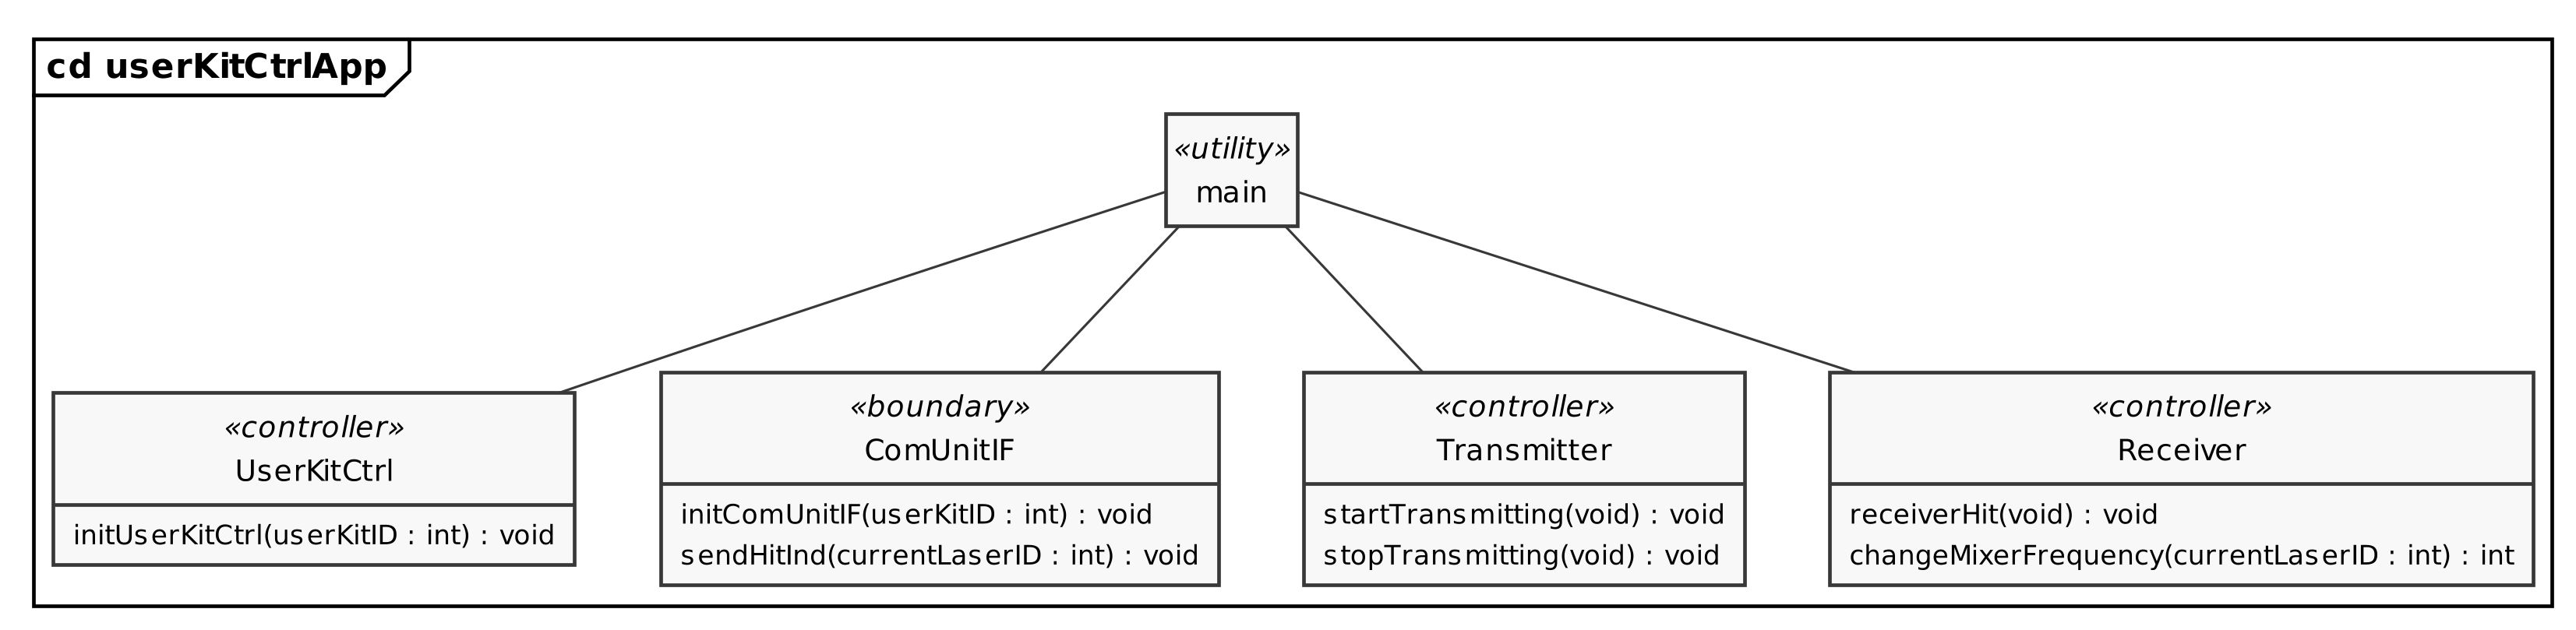 cd userKitCtrlApp
«utility»
main
«controller»
UserKitCtrl
initUserKitCtrl(userKitID : int) : void
«boundary»
ComUnitIF
initComUnitIF(userKitID : int) : void
sendHitInd(currentLaserID : int) : void
«controller»
Transmitter
startTransmitting(void) : void
stopTransmitting(void) : void
«controller»
Receiver
receiverHit(void) : void
changeMixerFrequency(currentLaserID : int) : int